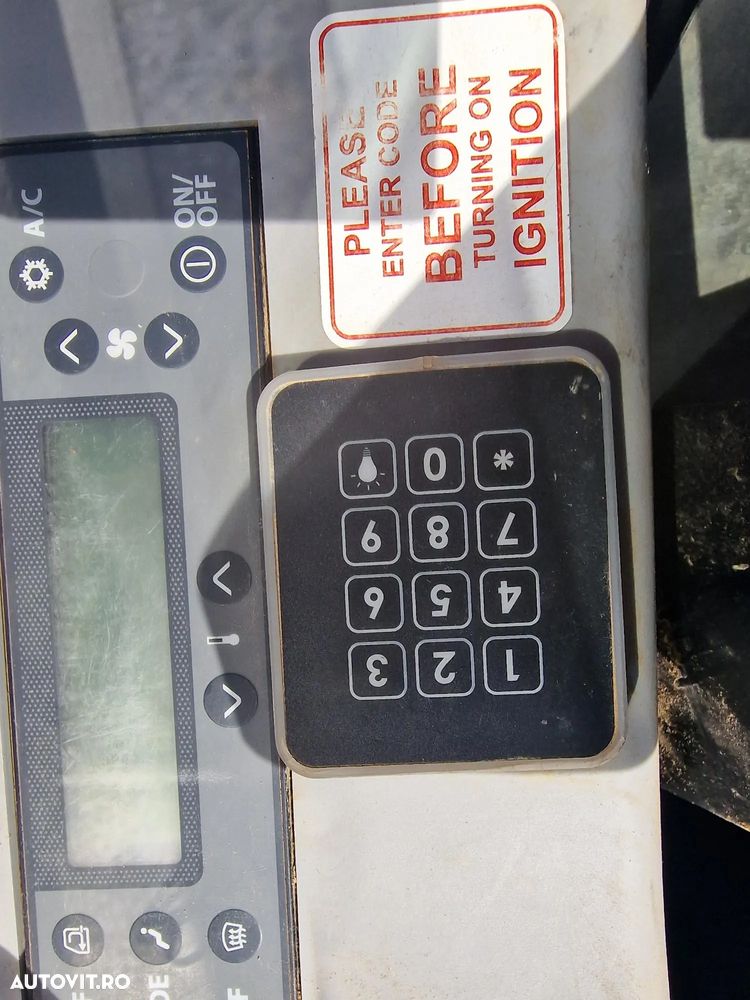 PLEASE
ENTER CODE
BEFORE
TURNING ON
IGNITION
A/C
ON/
OFF
1 2 3
4 5 6
7 8 9
* 0
AUTOVIT.RO